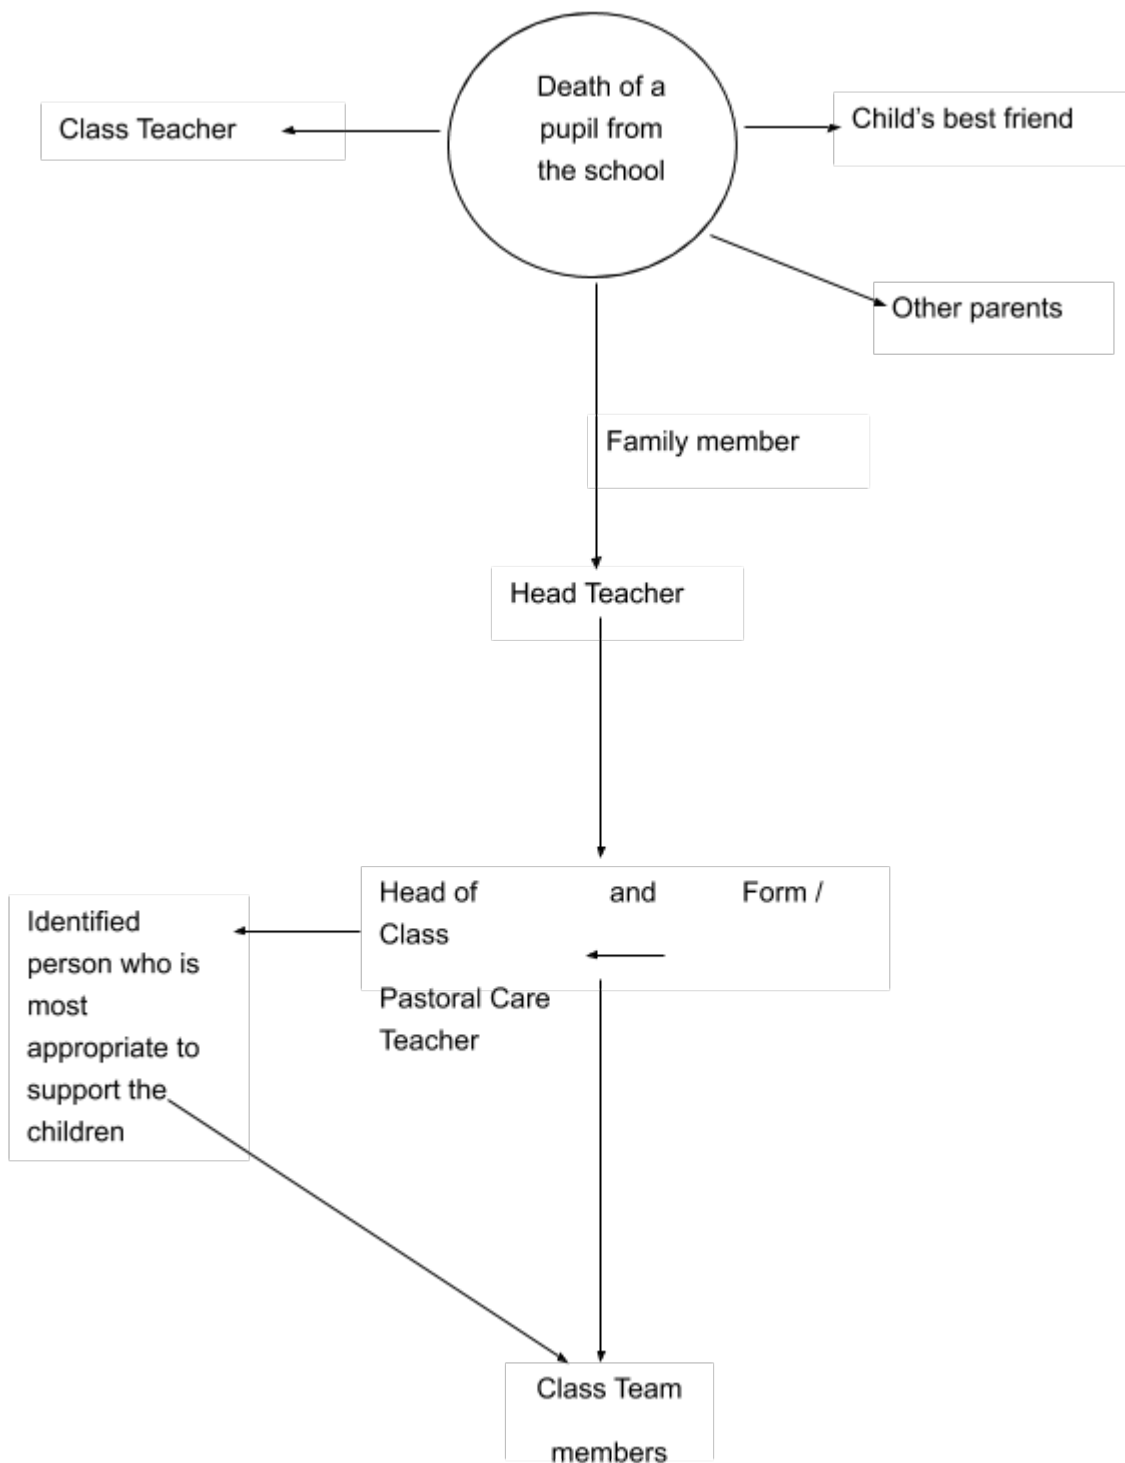 Death of a
pupil from
the school
Class Teacher
Child's best friend
Other parents
Family member
Head Teacher
Head of and Form /
Class
Pastoral Care
Teacher
Identified
person who is
most
appropriate to
support the
children
Class Team
members